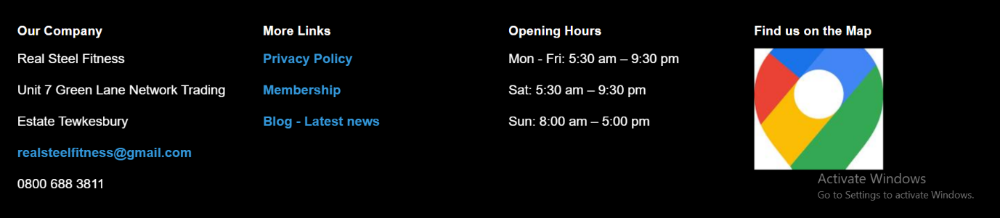 Our Company
Real Steel Fitness
Unit 7 Green Lane Network Trading
Estate Tewkesbury
realsteelfitness@gmail.com
0800 688 3811
More Links
Privacy Policy
Membership
Blog - Latest news
Opening Hours
Mon - Fri: 5:30 am – 9:30 pm
Sat: 5:30 am – 9:30 pm
Sun: 8:00 am – 5:00 pm
Find us on the Map
Activate Windows
Go to Settings to activate Windows.